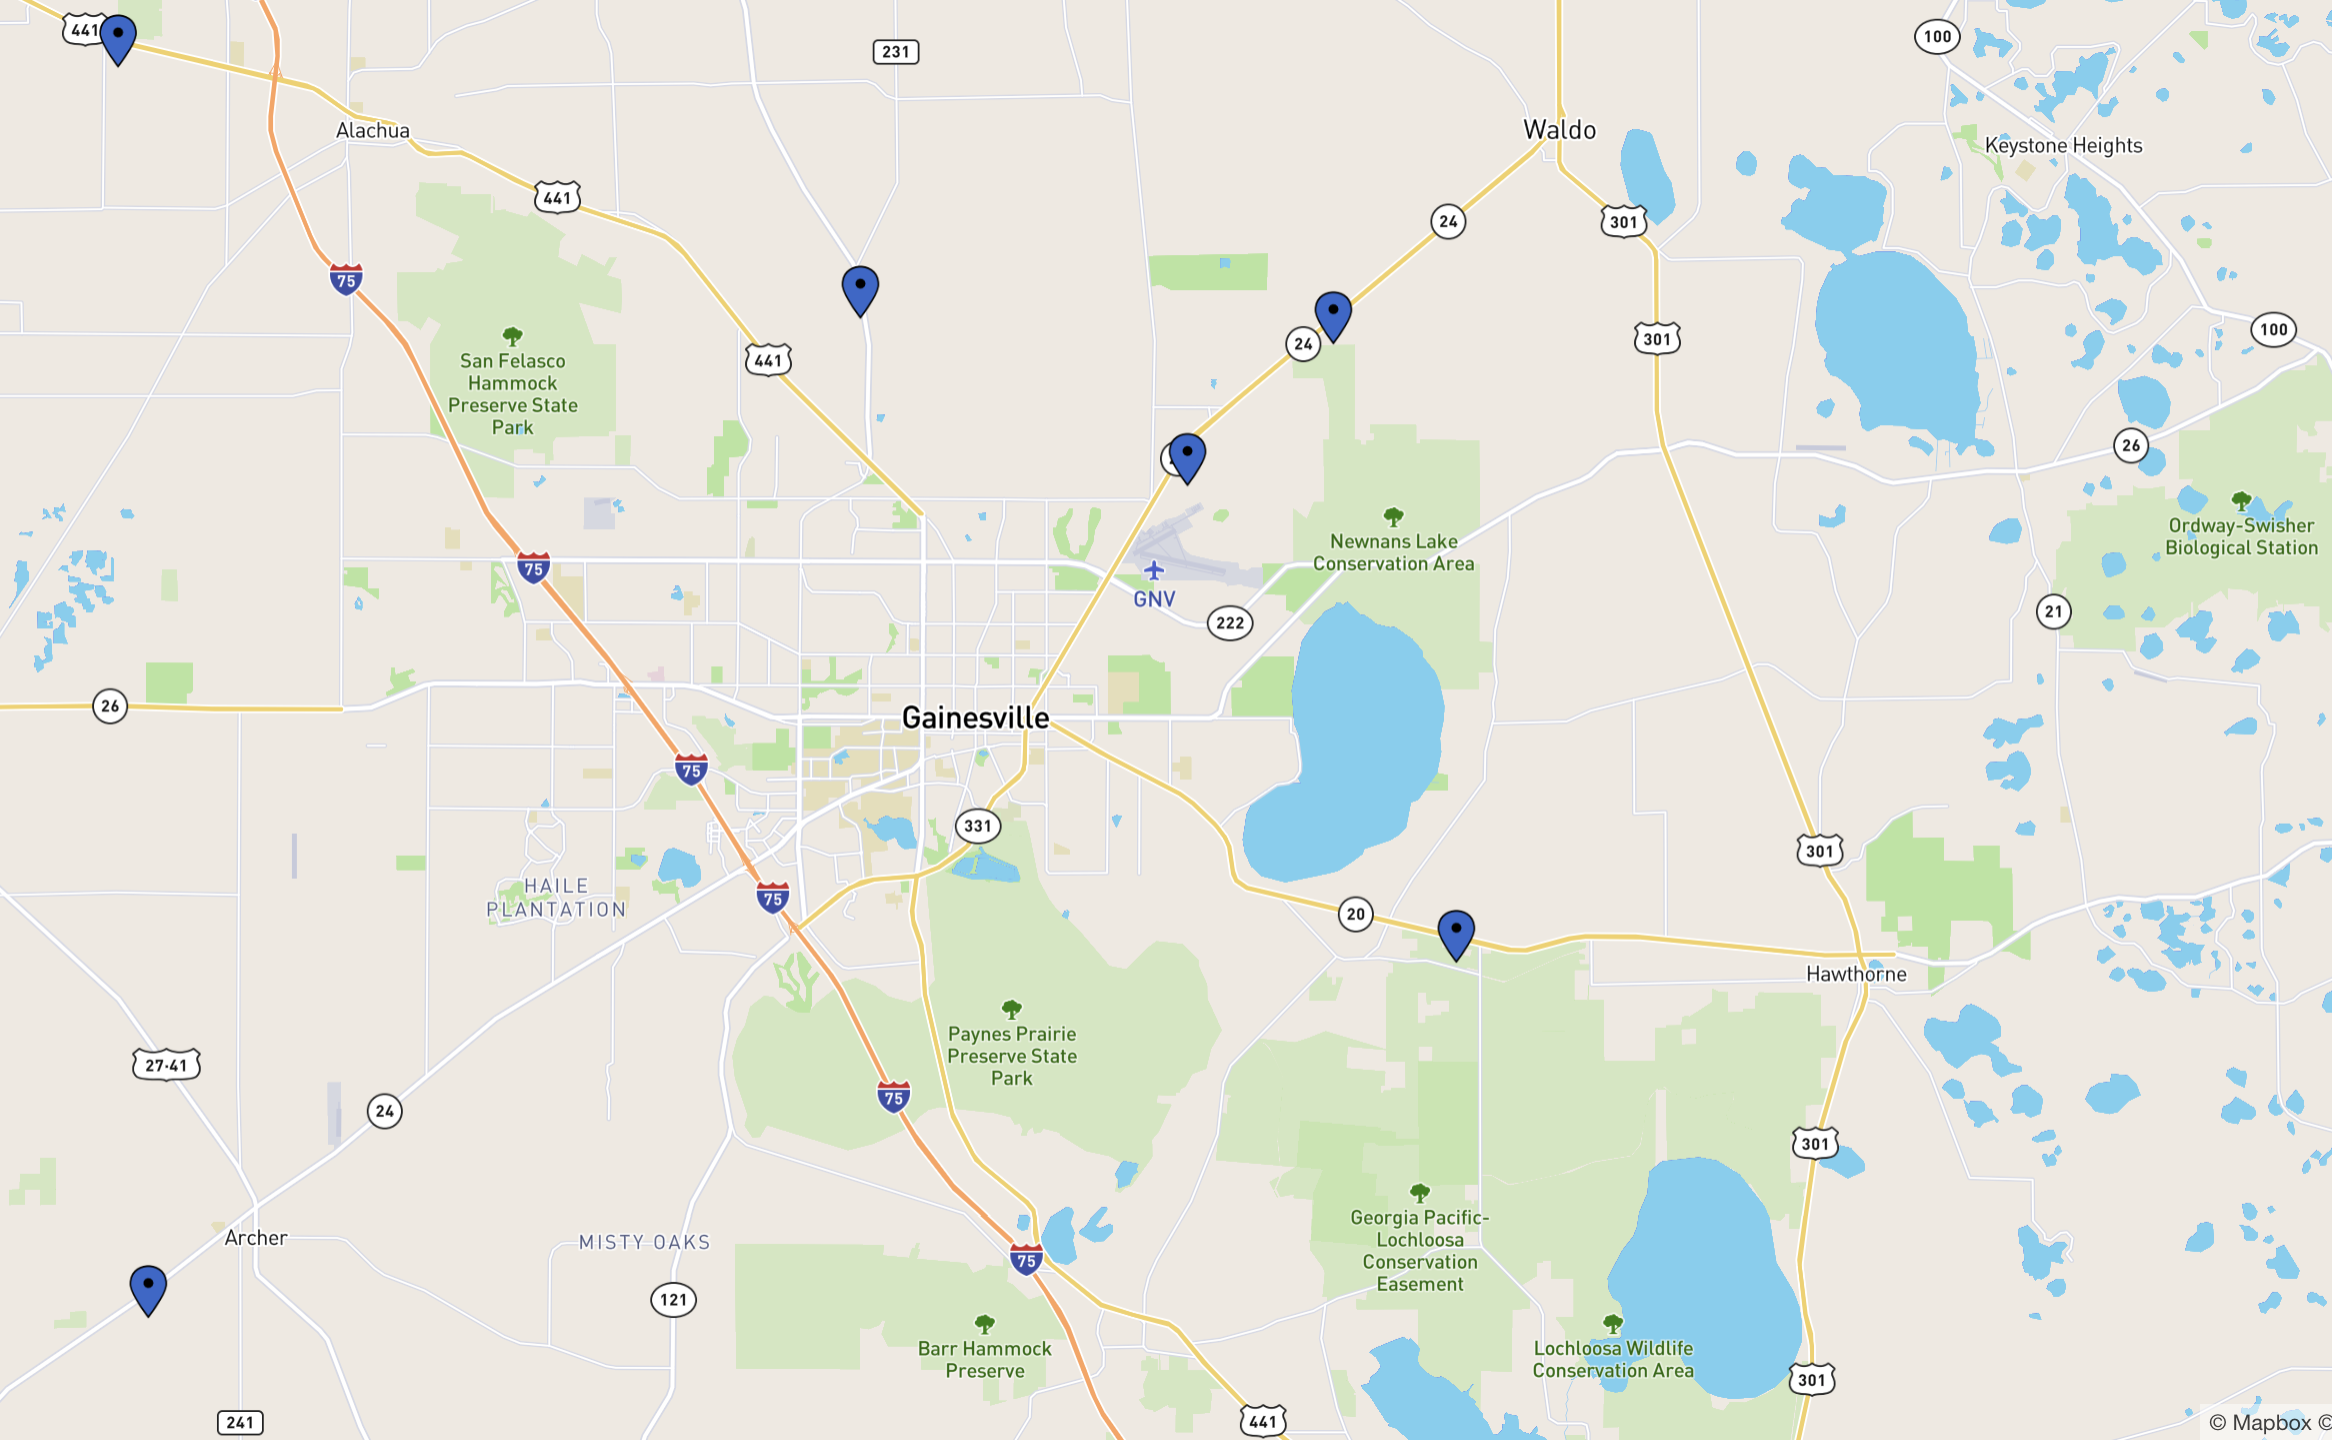 441
231
100
Alachua
Waldo
Keystone Heights
441
24
301
75
441
24
301
100
San Felasco
Hammock
Preserve State
Park
26
Newnans Lake
Conservation Area
Ordway-Swisher
Biological Station
75
GNV
222
21
26
Gainesville
75
331
301
HAILE
PLANTATION
75
20
Hawthorne
Paynes Prairie
Preserve State
Park
27-41
75
24
301
Georgia Pacific-
Lochloosa
Conservation
Easement
Archer
MISTY OAKS
75
121
Barr Hammock
Preserve
Lochloosa Wildlife
Conservation Area
301
241
441
© Mapbox ©